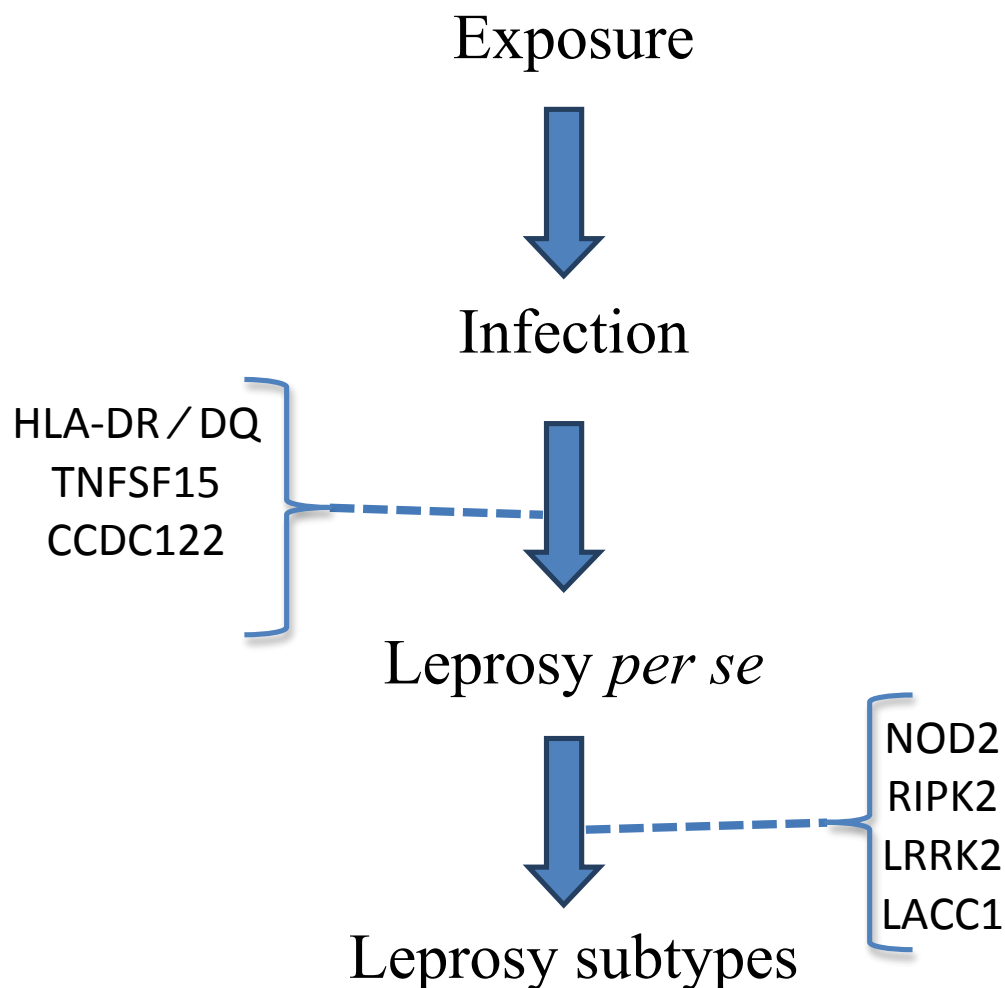 Exposure
Infection
HLA-DR／DQ
TNFSF15
CCDC122
Leprosy per se
NOD2
RIPK2
LRRK2
LACC1
Leprosy subtypes